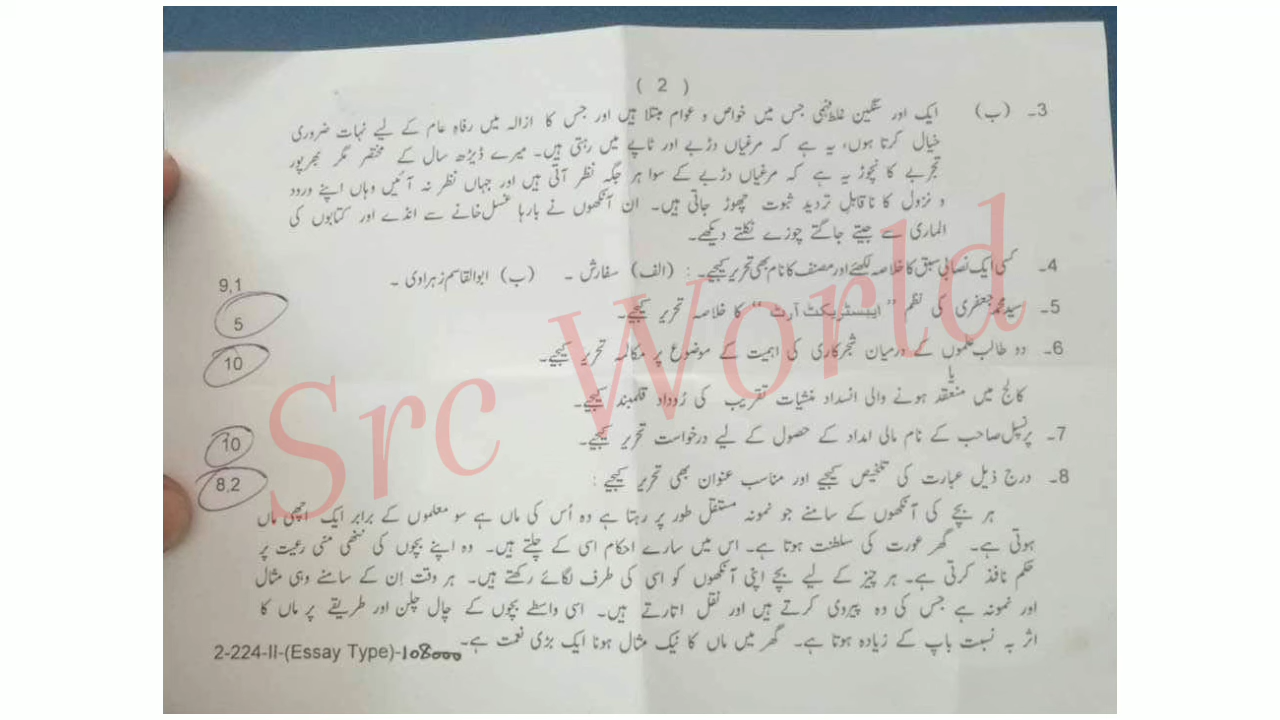 ( 2 )
3۔ (ب) ایک اور سنگین غلط فہمی جس میں خواص و عوام مبتلا ہیں اور جس کا ازالہ میں رفاہِ عام کے لیے نہات ضروری
خیال کرتا ہوں، یہ ہے کہ مرغیاں دڑبے اور ٹاپے میں رہتی ہیں۔ میرے ڈیڑھ سال کے مختصر مگر بھرپور
تجربے کا نچوڑ یہ ہے کہ مرغیاں دڑبے کے سوا ہر جگہ نظر آتی ہیں اور جہاں نظر نہ آئیں وہاں اپنے ورود
و نزول کا ناقابلِ تردید ثبوت چھوڑ جاتی ہیں۔ ان آنکھوں نے بارہا غسل خانے سے انڈے اور کتابوں کی
الماری سے جیتے جاگتے چوزے نکلتے دیکھے۔
4۔ کسی ایک نصابی سبق کا خلاصہ لکھئے اور مصنف کا نام بھی تحریر کیجیے۔ : (الف) سفارش ۔ (ب) ابوالقاسم زہراوی ۔ 9,1
5۔ سید محمد جعفری کی نظم "ایبسٹریکٹ آرٹ" کا خلاصہ تحریر کیجیے۔ 5
6۔ دو طالب علموں کے درمیان شجرکاری کی اہمیت کے موضوع پر مکالمہ تحریر کیجیے۔ 10
یا
کالج میں منعقد ہونے والی انسداد منشیات تقریب کی رُوداد قلمبند کیجیے۔
7۔ پرنسپل صاحب کے نام مالی امداد کے حصول کے لیے درخواست تحریر کیجیے۔ 10
8۔ درج ذیل عبارت کی تلخیص کیجیے اور مناسب عنوان بھی تحریر کیجیے : 8,2
ہر بچے کی آنکھوں کے سامنے جو نمونہ مستقل طور پر رہتا ہے وہ اُس کی ماں ہے سو معلموں کے برابر ایک اچھی ماں
ہوتی ہے۔ گھر عورت کی سلطنت ہوتا ہے۔ اس میں سارے احکام اسی کے چلتے ہیں۔ وہ اپنے بچوں کی ننھی منی رعیت پر
حکم نافذ کرتی ہے۔ ہر چیز کے لیے بچے اپنی آنکھوں کو اسی کی طرف لگائے رکھتے ہیں۔ ہر وقت اِن کے سامنے وہی مثال
اور نمونہ ہے جس کی وہ پیروی کرتے ہیں اور نقل اتارتے ہیں۔ اسی واسطے بچوں کے چال چلن اور طریقے پر ماں کا
اثر بہ نسبت باپ کے زیادہ ہوتا ہے۔ گھر میں ماں کا نیک مثال ہونا ایک بڑی نعمت ہے۔
2-224-II-(Essay Type)-108000
Src World